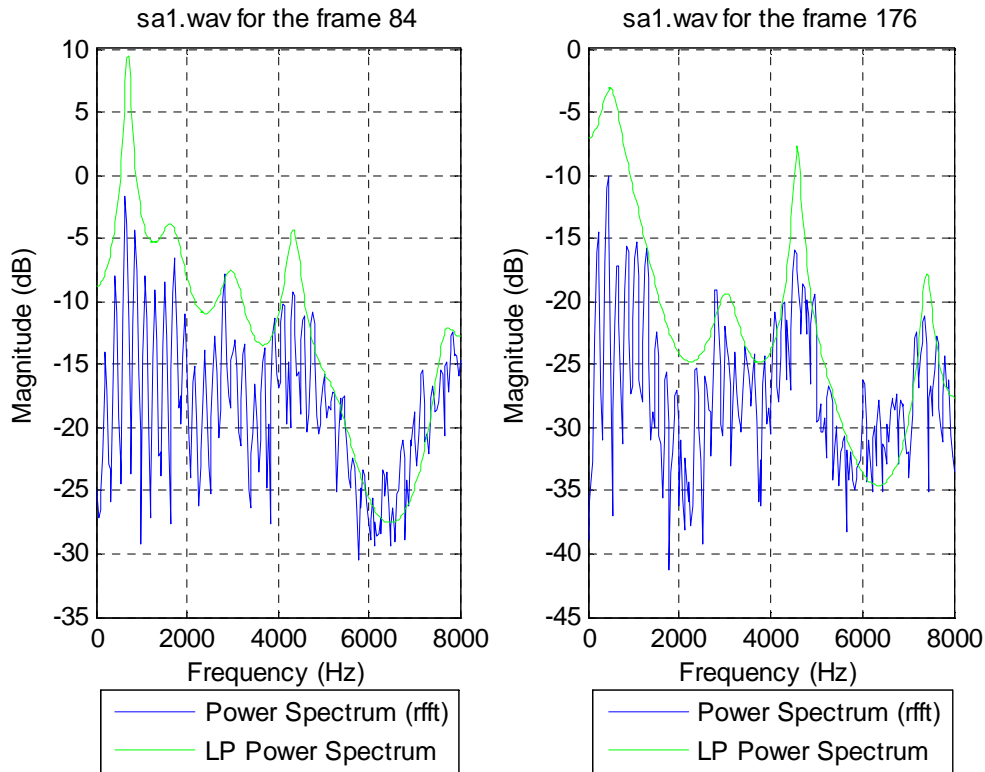 sa1.wav for the frame 84
10
5
0
-5
-10
-15
-20
-25
-30
-35
Magnitude (dB)
0 2000 4000 6000 8000
Frequency (Hz)
Power Spectrum (rfft)
LP Power Spectrum
sa1.wav for the frame 176
0
-5
-10
-15
-20
-25
-30
-35
-40
-45
Magnitude (dB)
0 2000 4000 6000 8000
Frequency (Hz)
Power Spectrum (rfft)
LP Power Spectrum